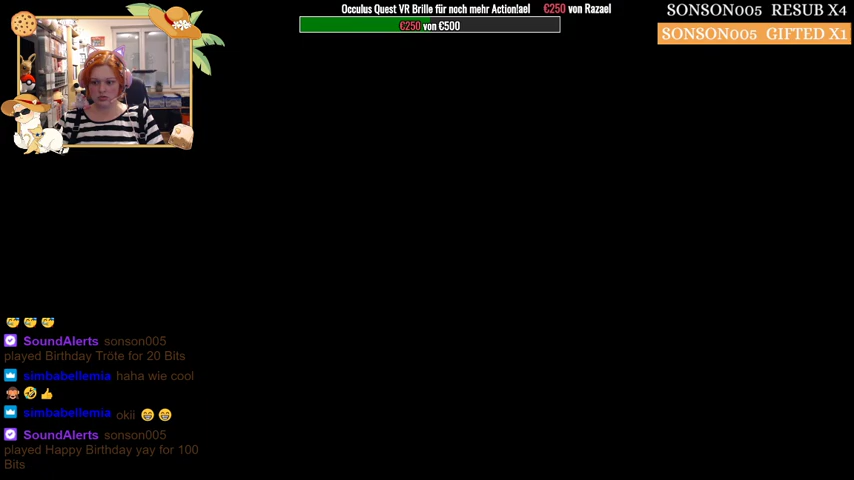 Occulus Quest VR Brille für noch mehr Action!ael €250 von Razael
€250 von €500
SONSON005 RESUB X4
SONSON005 GIFTED X1
SoundAlerts sonson005
played Birthday Tröte for 20 Bits
simbabellemia haha wie cool
simbabellemia okii
SoundAlerts sonson005
played Happy Birthday yay for 100
Bits